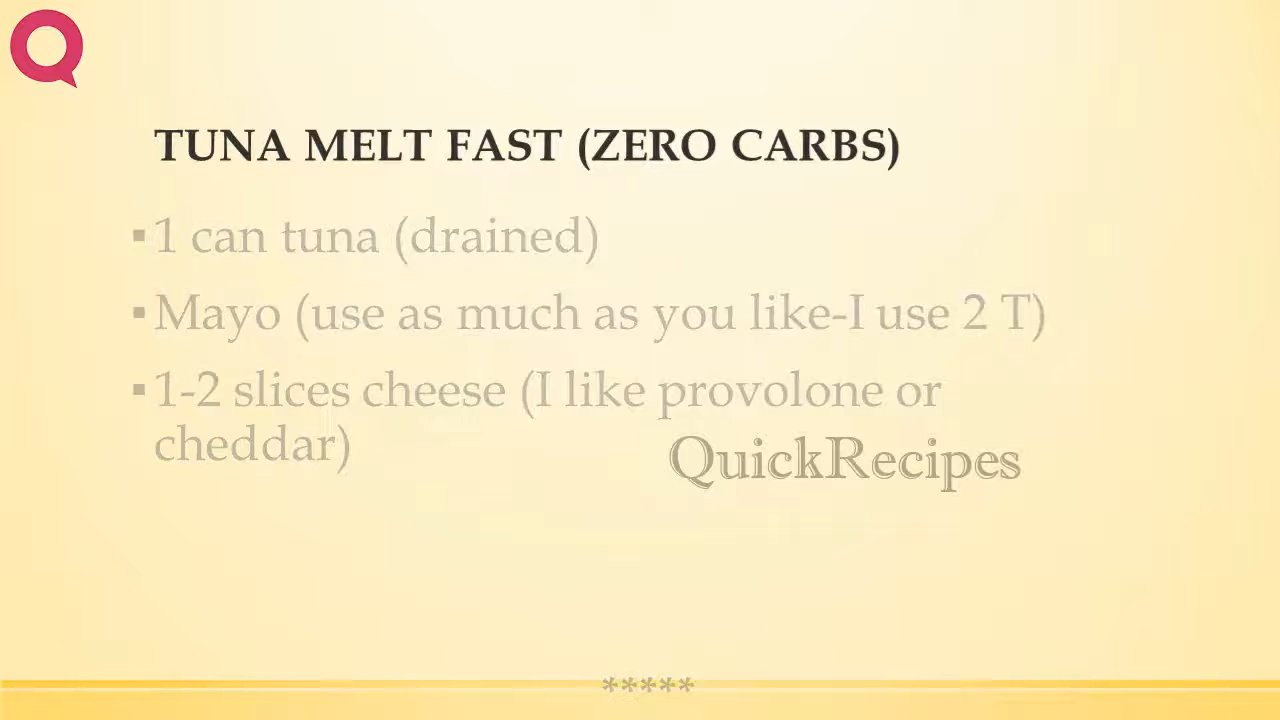 TUNA MELT FAST (ZERO CARBS)
▪1 can tuna (drained)
▪Mayo (use as much as you like-I use 2 T)
▪1-2 slices cheese (I like provolone or
cheddar)
QuickRecipes
*****